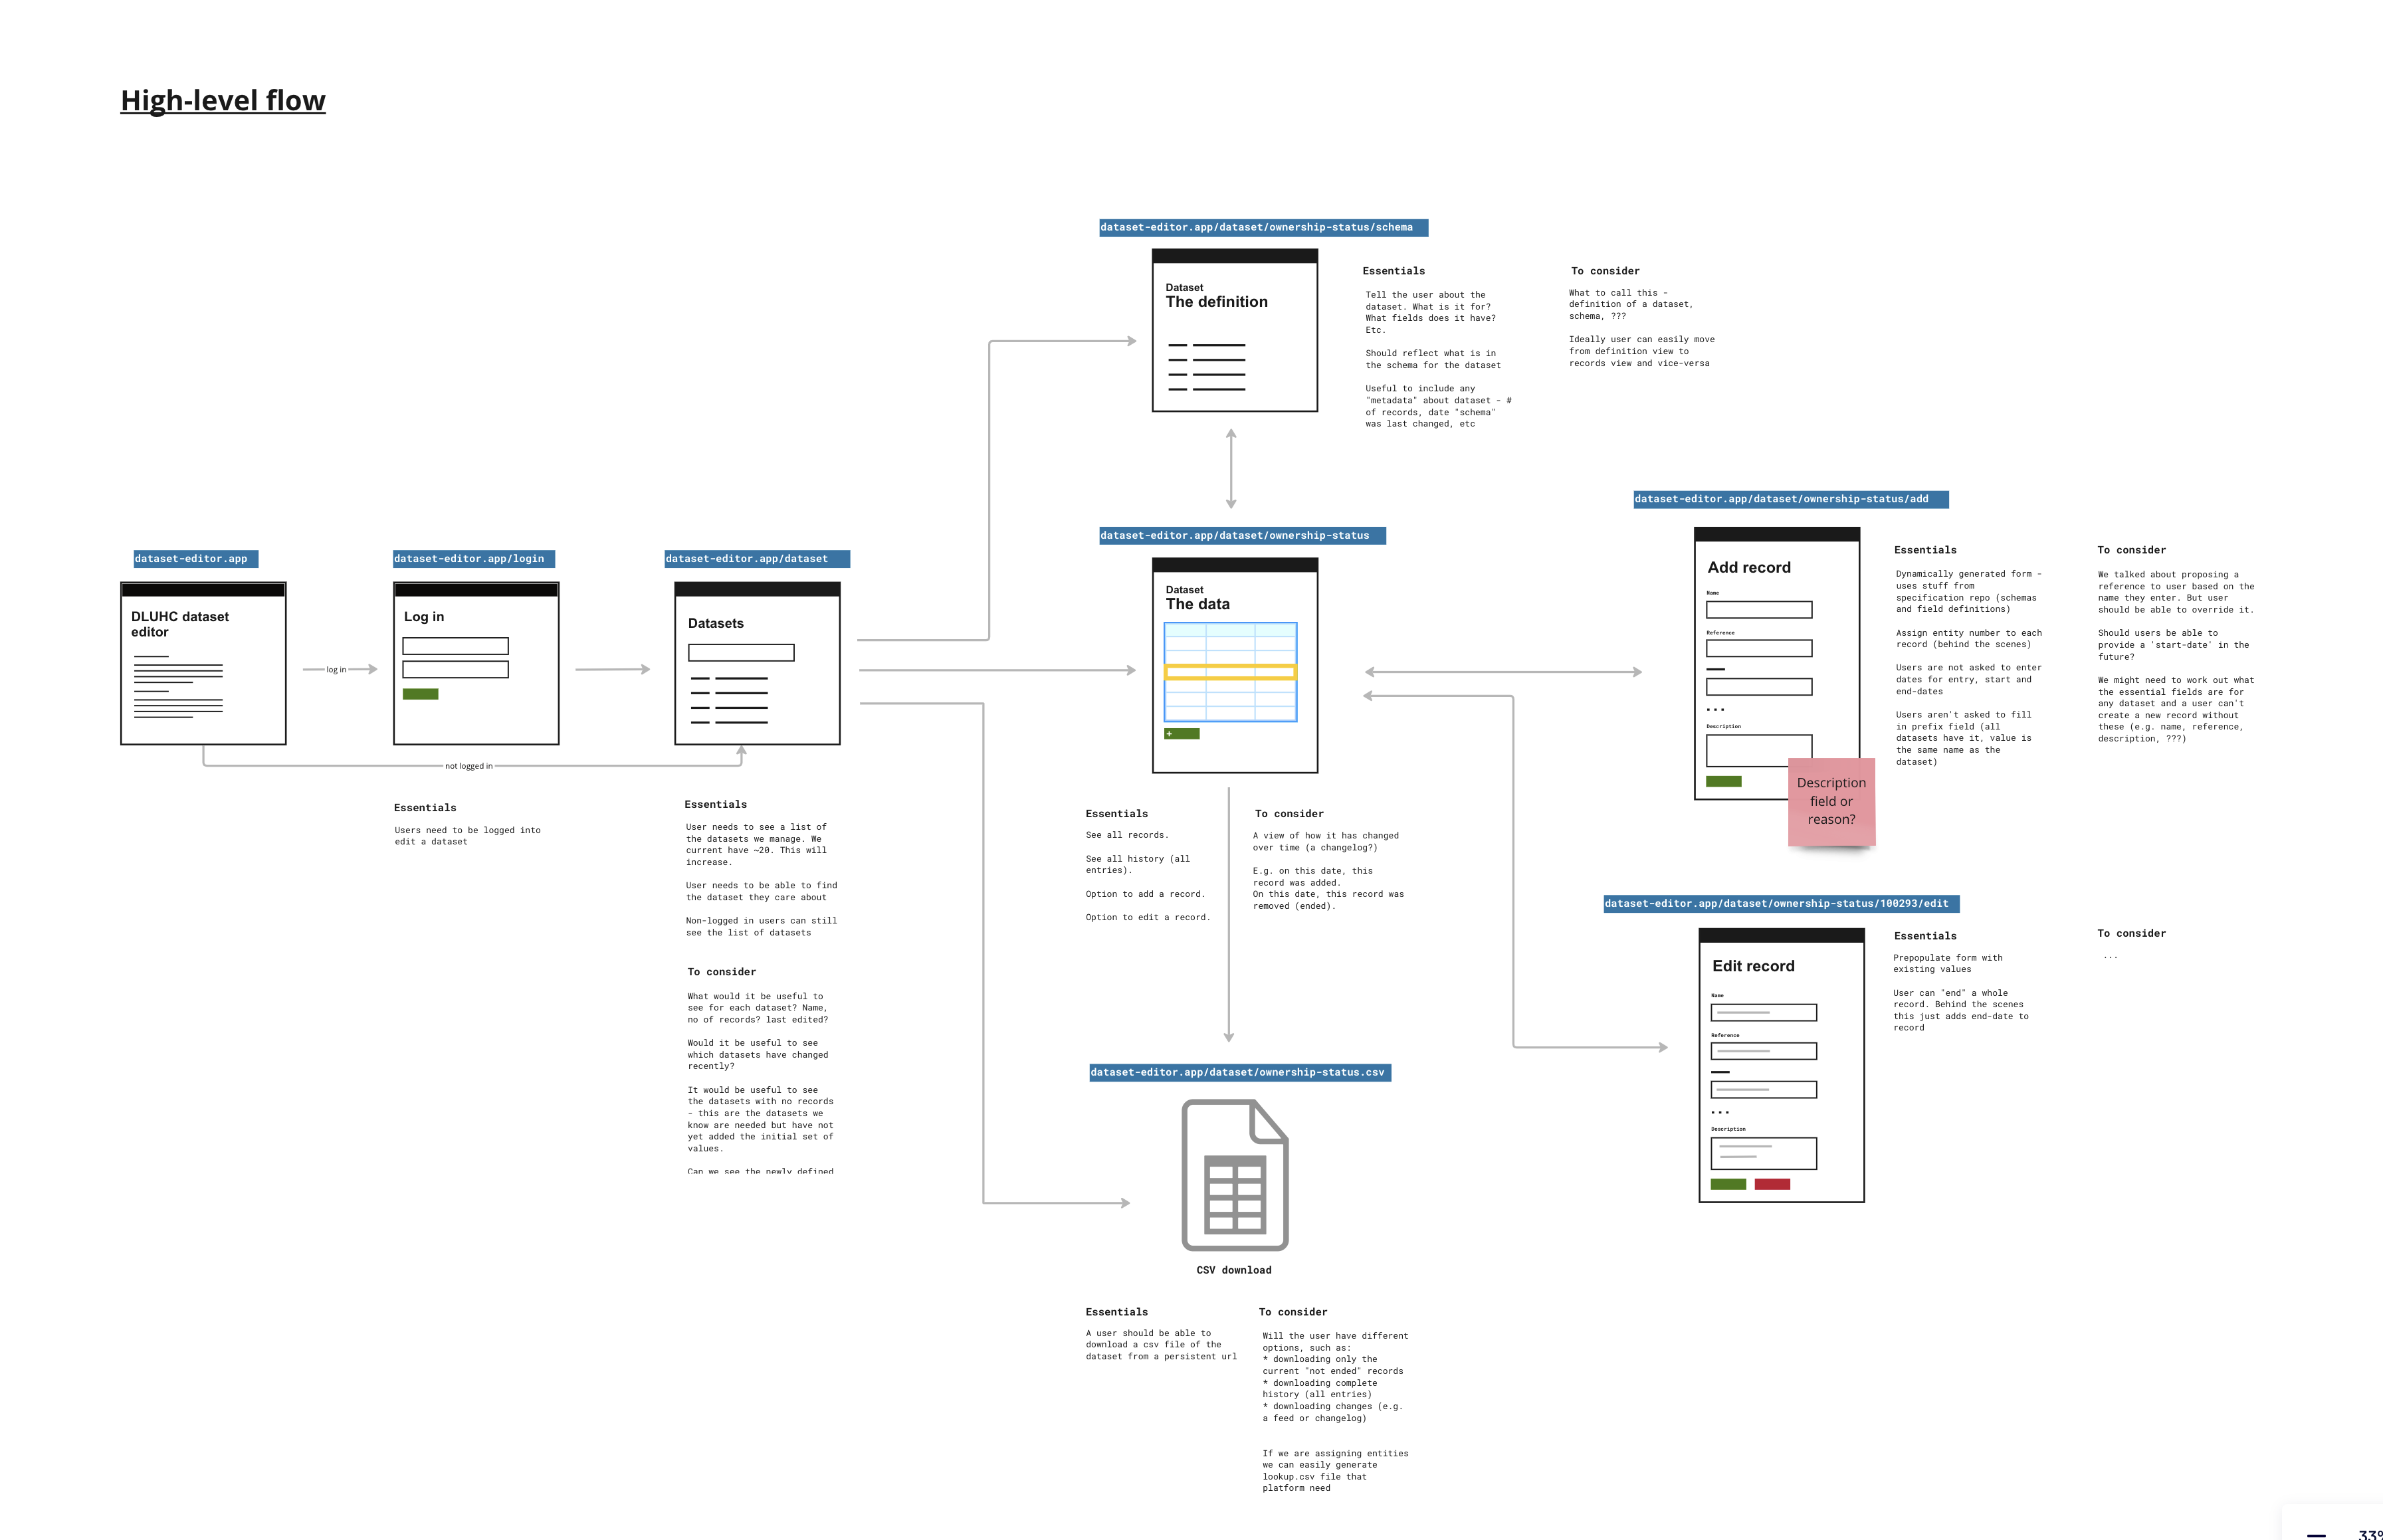 High-level flow
dataset-editor.app/dataset/ownership-status/schema
Dataset
The definition
Essentials
Tell the user about the
dataset. What is it for?
What fields does it have?
Etc.
Should reflect what is in
the schema for the dataset
Useful to include any
"metadata" about dataset - #
of records, date "schema"
was last changed, etc
To consider
What to call this -
definition of a dataset,
schema, ???
Ideally user can easily move
from definition view to
records view and vice-versa
dataset-editor.app
DLUHC dataset
editor
log in
not logged in
dataset-editor.app/login
Log in
Essentials
Users need to be logged into
edit a dataset
dataset-editor.app/dataset
Datasets
Essentials
User needs to see a list of
the datasets we manage. We
current have ~20. This will
increase.
User needs to be able to find
the dataset they care about
Non-logged in users can still
see the list of datasets
To consider
What would it be useful to
see for each dataset? Name,
no of records? last edited?
Would it be useful to see
which datasets have changed
recently?
It would be useful to see
the datasets with no records
- this are the datasets we
know are needed but have not
yet added the initial set of
values.
Can we see the newly defined
dataset-editor.app/dataset/ownership-status
Dataset
The data
+
Essentials
See all records.
See all history (all
entries).
Option to add a record.
Option to edit a record.
To consider
A view of how it has changed
over time (a changelog?)
E.g. on this date, this
record was added.
On this date, this record was
removed (ended).
dataset-editor.app/dataset/ownership-status.csv
CSV download
Essentials
A user should be able to
download a csv file of the
dataset from a persistent url
To consider
Will the user have different
options, such as:
* downloading only the
current "not ended" records
* downloading complete
history (all entries)
* downloading changes (e.g.
a feed or changelog)
If we are assigning entities
we can easily generate
lookup.csv file that
platform need
dataset-editor.app/dataset/ownership-status/add
Add record
Name
Reference
...
Description
Description
field or
reason?
Essentials
Dynamically generated form -
uses stuff from
specification repo (schemas
and field definitions)
Assign entity number to each
record (behind the scenes)
Users are not asked to enter
dates for entry, start and
end-dates
Users aren't asked to fill
in prefix field (all
datasets have it, value is
the same name as the
dataset)
To consider
We talked about proposing a
reference to user based on the
name they enter. But user
should be able to override it.
Should users be able to
provide a 'start-date' in the
future?
We might need to work out what
the essential fields are for
any dataset and a user can't
create a new record without
these (e.g. name, reference,
description, ???)
dataset-editor.app/dataset/ownership-status/100293/edit
Edit record
Name
Reference
...
Description
Essentials
Prepopulate form with
existing values
User can "end" a whole
record. Behind the scenes
this just adds end-date to
record
To consider
...
33%